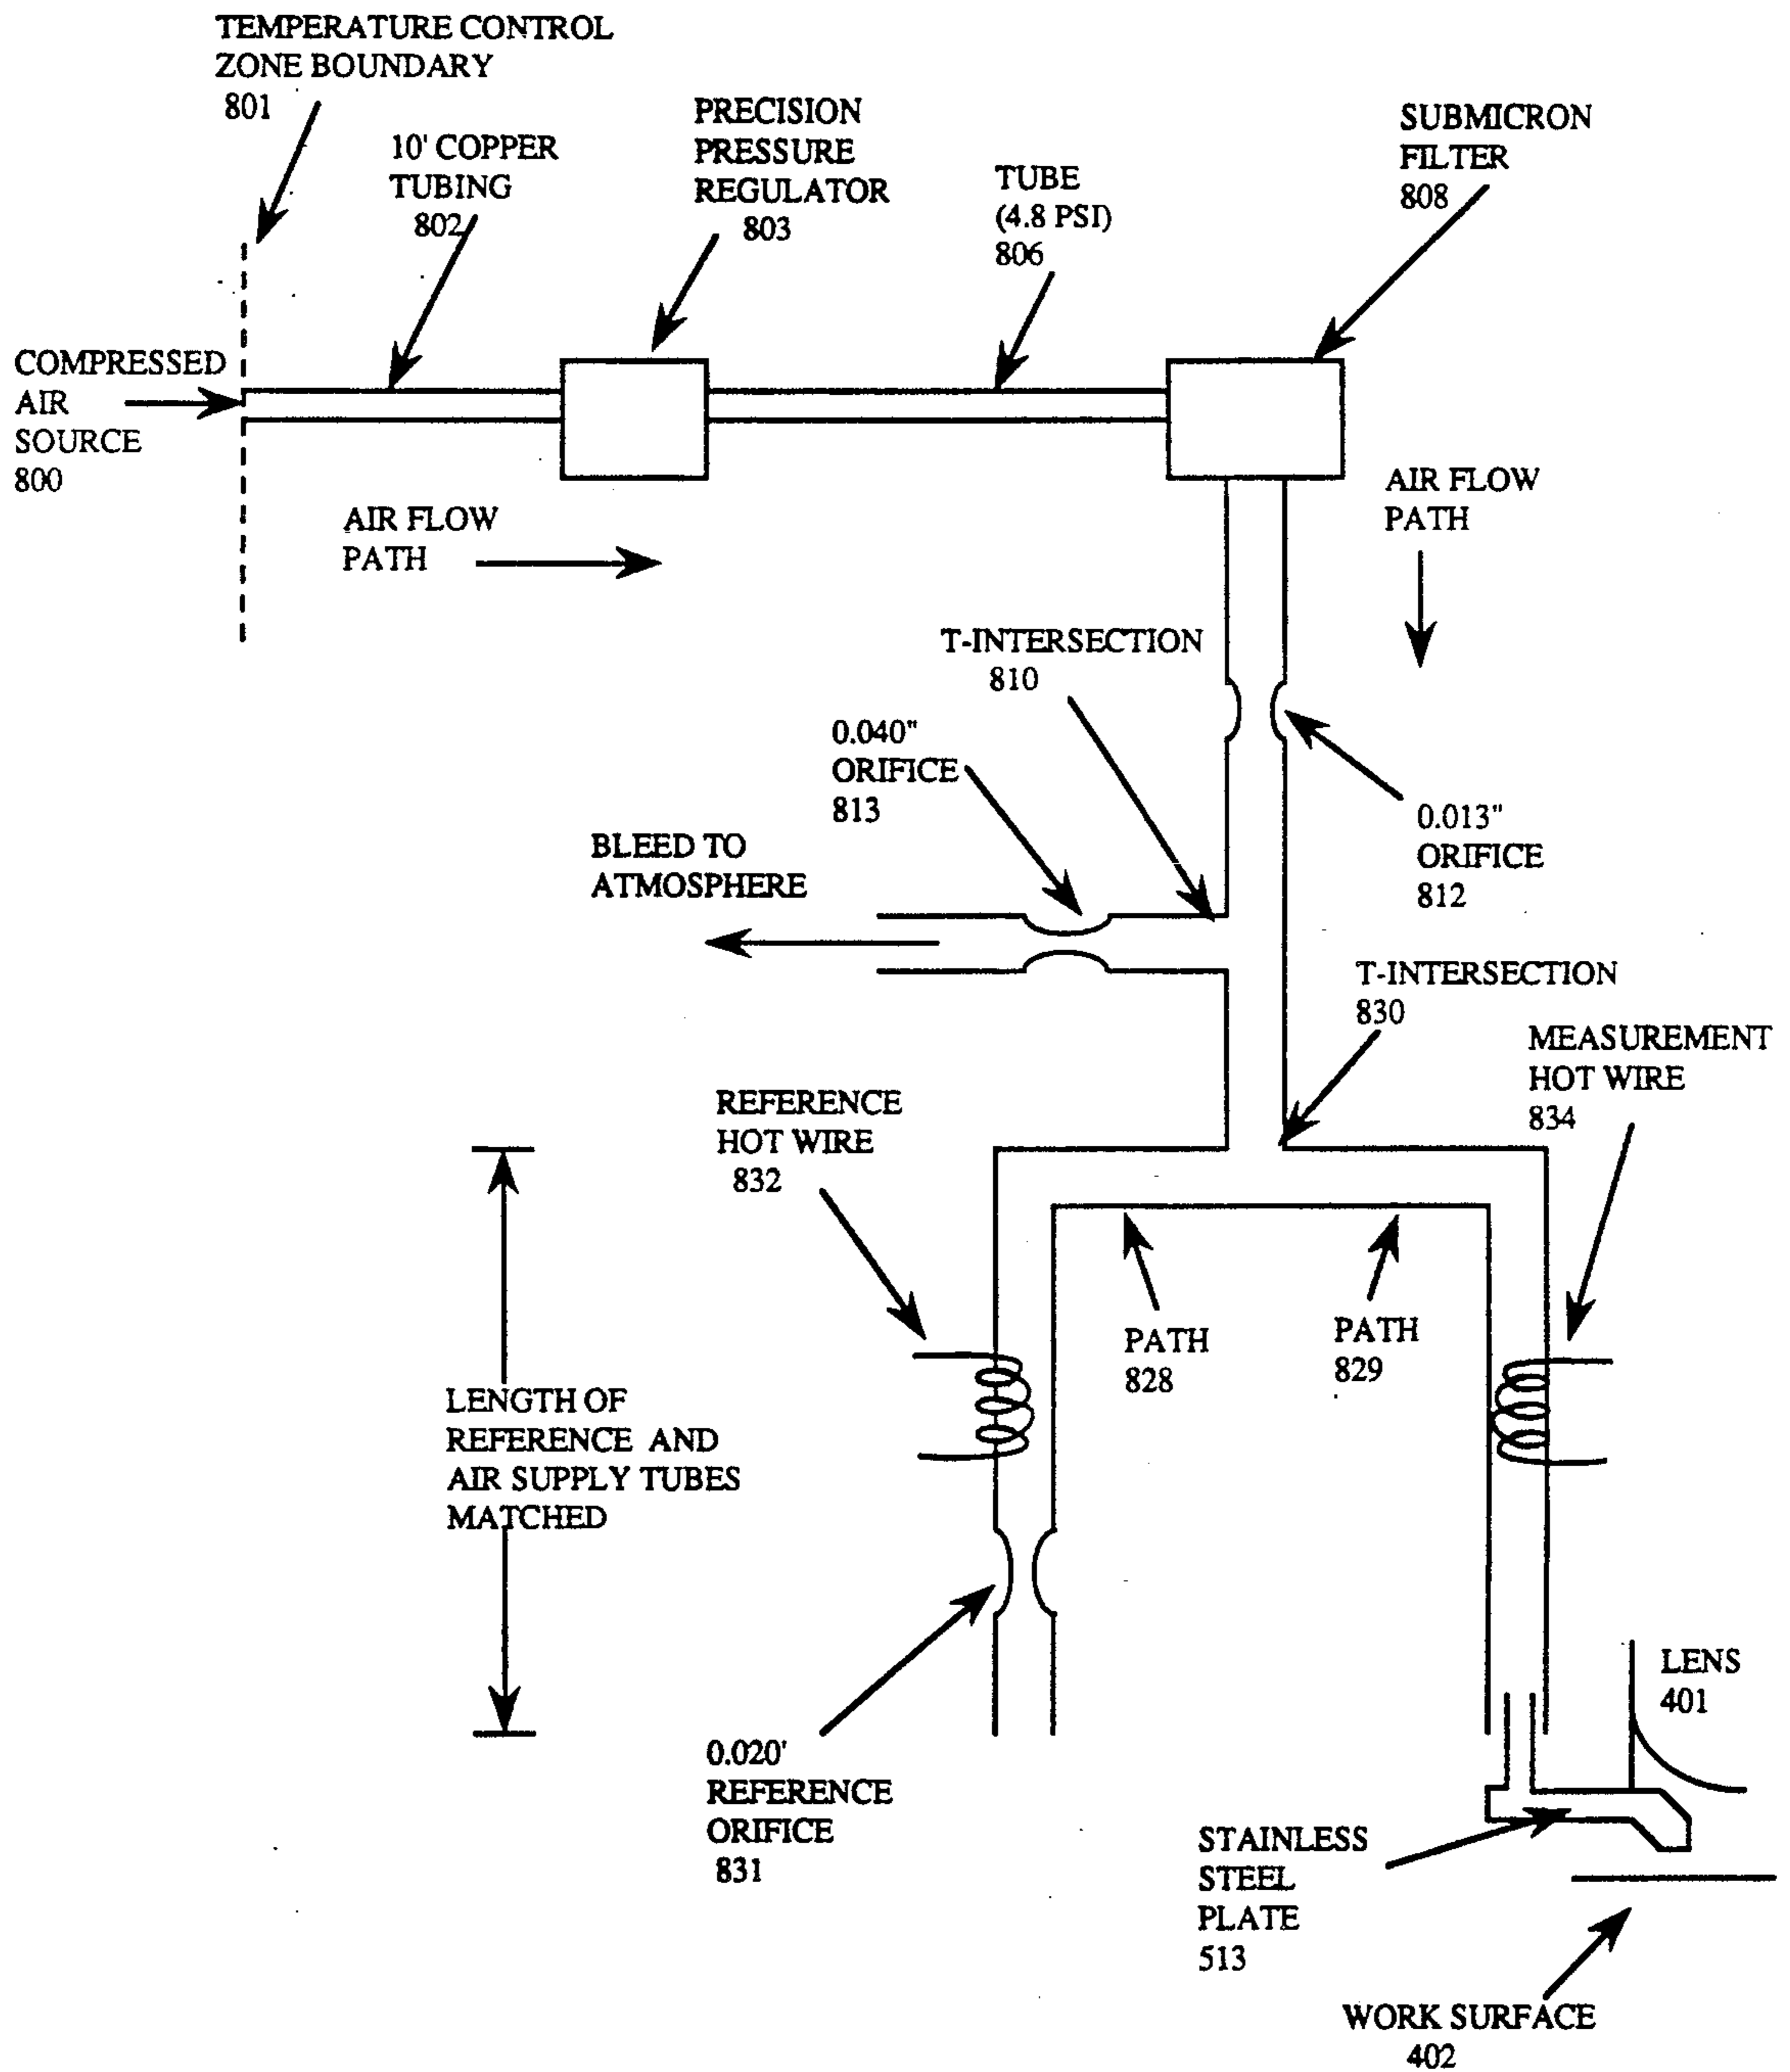 TEMPERATURE CONTROL
ZONE BOUNDARY
801
10' COPPER
TUBING
802
PRECISION
PRESSURE
REGULATOR
803
TUBE
(4.8 PSI)
806
SUBMICRON
FILTER
808
COMPRESSED
AIR
SOURCE
800
AIR FLOW
PATH
AIR FLOW
PATH
T-INTERSECTION
810
0.040"
ORIFICE
813
0.013"
ORIFICE
812
BLEED TO
ATMOSPHERE
T-INTERSECTION
830
MEASUREMENT
HOT WIRE
834
REFERENCE
HOT WIRE
832
PATH
828
PATH
829
LENGTH OF
REFERENCE AND
AIR SUPPLY TUBES
MATCHED
LENS
401
0.020'
REFERENCE
ORIFICE
831
STAINLESS
STEEL
PLATE
513
WORK SURFACE
402